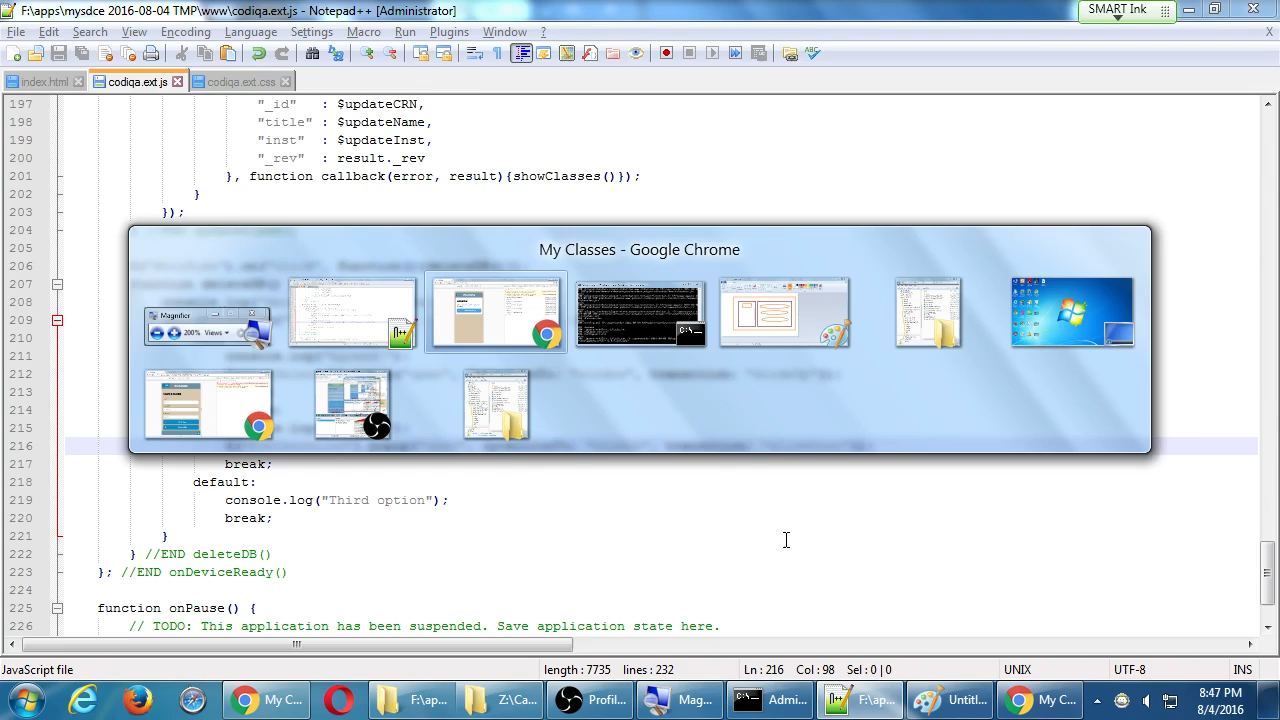 F:\apps\mysdce 2016-08-04 TMP\www\codiqa.ext.js - Notepad++ [Administrator]
SMART Ink
File Edit Search View Encoding Language Settings Macro Run Plugins Window ? X
index.html codiqa.ext.js codiqa.ext.css
197 "_id" : $updateCRN,
198 "title" : $updateName,
199 "inst" : $updateInst,
200 "_rev" : result._rev
201 }, function callback(error, result){showClasses()});
202 }
203 });
204
205
206
207
208
209
210
211
212
213
214
215
216
My Classes - Google Chrome
Magnifier
200% Views
217 break;
218 default:
219 console.log("Third option");
220 break;
221 }
222 } //END deleteDB()
223 }; //END onDeviceReady()
224
225 function onPause() {
226 // TODO: This application has been suspended. Save application state here.
JavaScript file length : 7735 lines : 232 Ln : 216 Col : 98 Sel : 0 | 0 UNIX UTF-8 INS
My C... F:\ap... Z:\Ca... Profil... Mag... Admi... F:\ap... Untitl... My C... 8:47 PM
8/4/2016